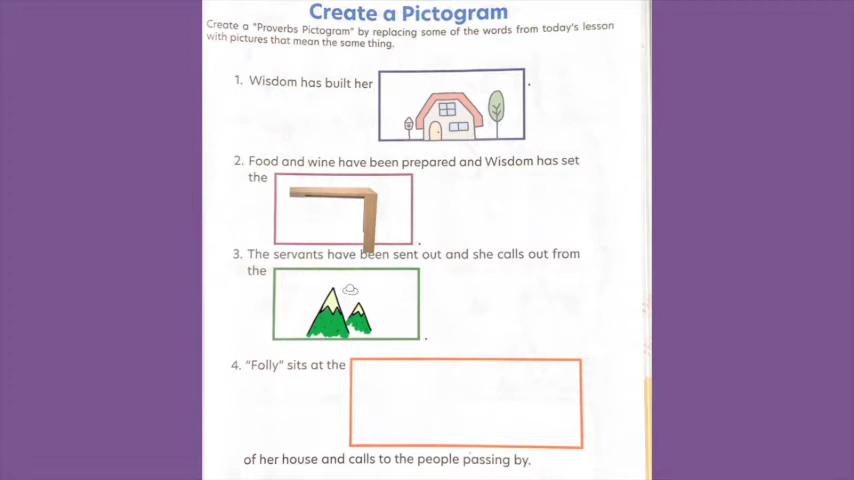 Create a Pictogram
Create a "Proverbs Pictogram" by replacing some of the words from today's lesson
with pictures that mean the same thing.
1. Wisdom has built her .
2. Food and wine have been prepared and Wisdom has set
the .
3. The servants have been sent out and she calls out from
the .
4. "Folly" sits at the
of her house and calls to the people passing by.